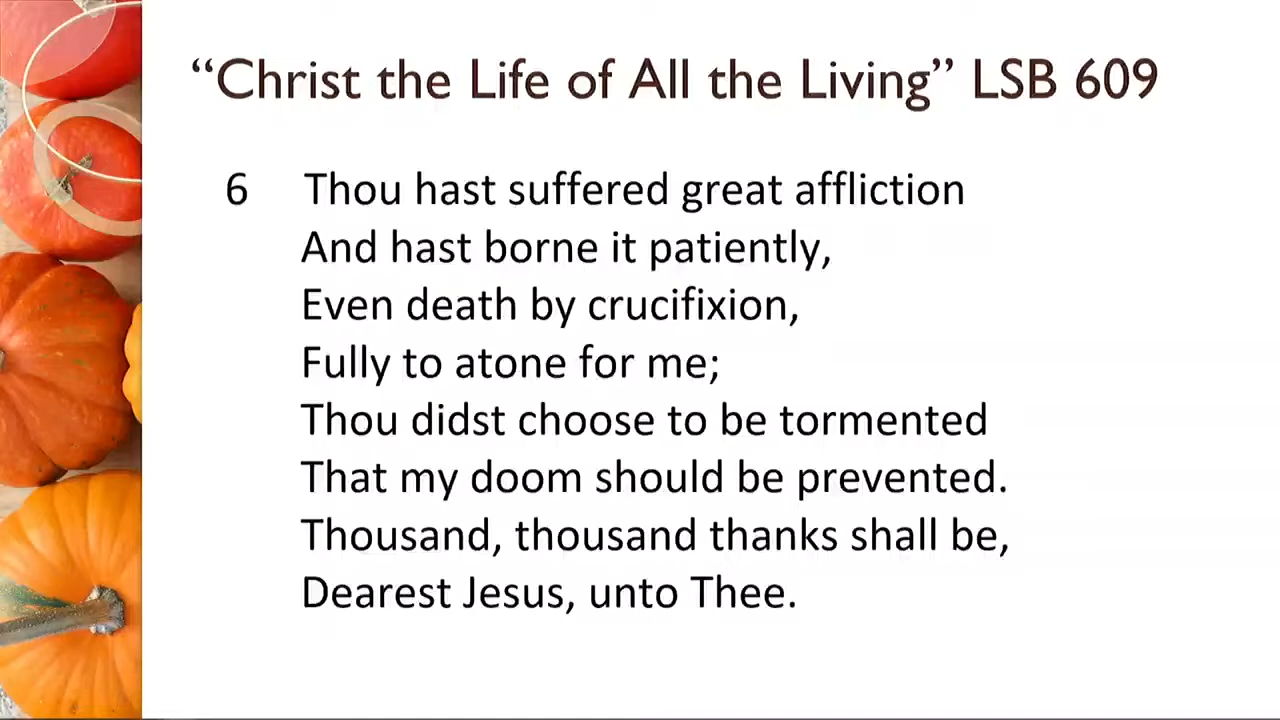 “Christ the Life of All the Living” LSB 609
6 Thou hast suffered great affliction
And hast borne it patiently,
Even death by crucifixion,
Fully to atone for me;
Thou didst choose to be tormented
That my doom should be prevented.
Thousand, thousand thanks shall be,
Dearest Jesus, unto Thee.